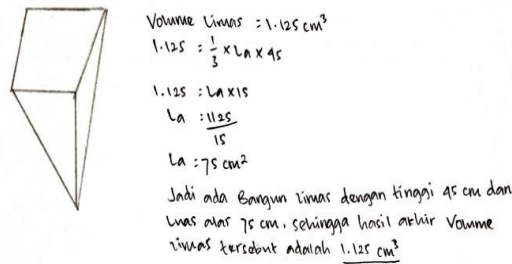 Volume Limas = 1.125 cm³
1.125 = 1/3 × La × 45
1.125 = La × 15
La = 1125/15
La = 75 cm²
Jadi ada Bangun limas dengan tinggi 45 cm dan
luas alas 75 cm, sehingga hasil akhir Volume
limas tersebut adalah 1.125 cm³